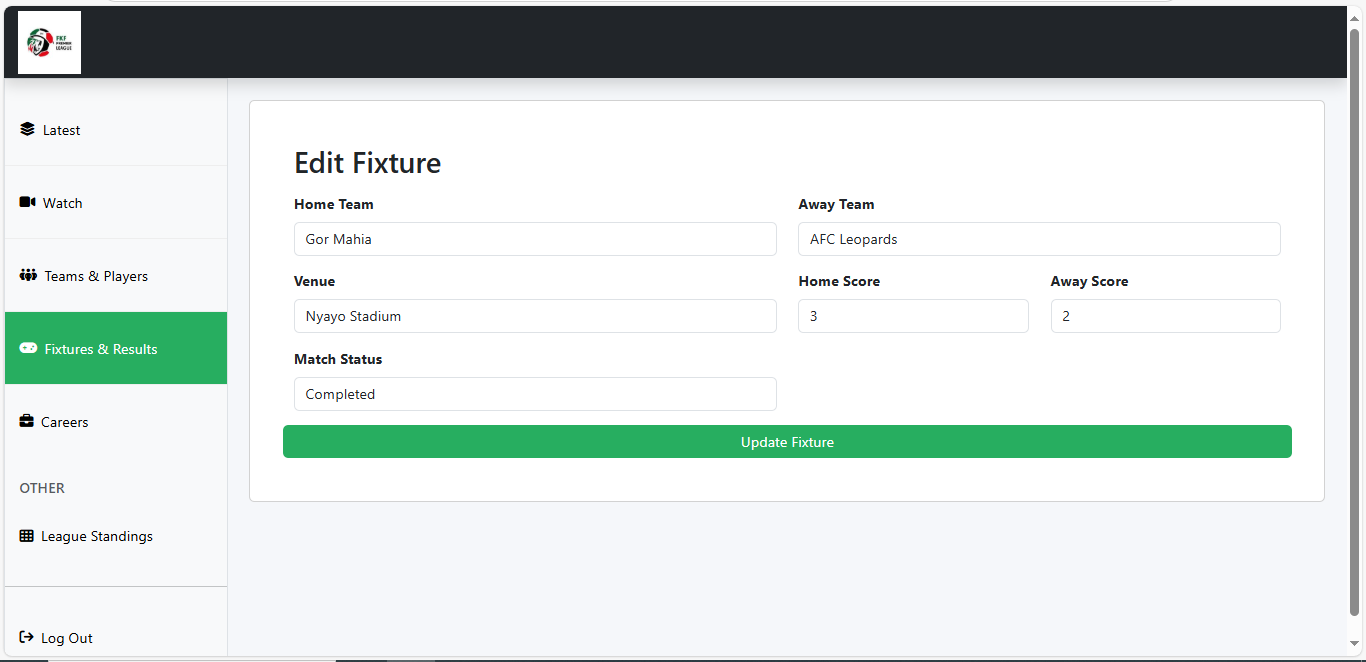 FKF
PREMIER
LEAGUE
Latest
Watch
Teams & Players
Fixtures & Results
Careers
OTHER
League Standings
Log Out
Edit Fixture
Home Team
Away Team
Gor Mahia
AFC Leopards
Venue
Home Score
Away Score
Nyayo Stadium
3
2
Match Status
Completed
Update Fixture